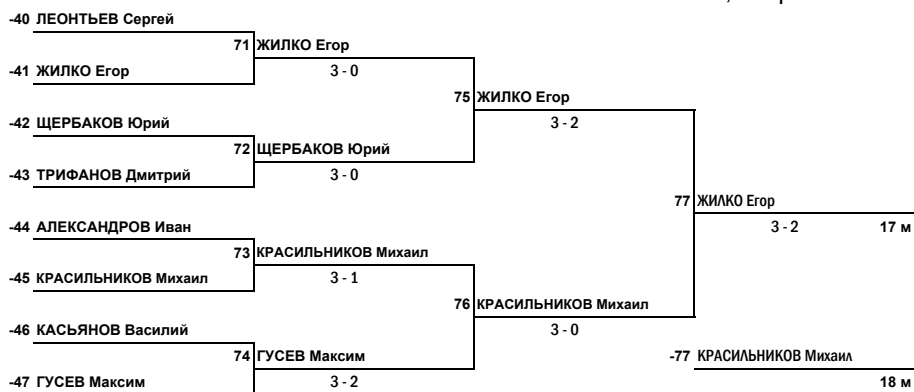 -40 ЛЕОНТЬЕВ Сергей
71 ЖИЛКО Егор
-41 ЖИЛКО Егор
3 - 0
75 ЖИЛКО Егор
-42 ЩЕРБАКОВ Юрий
3 - 2
72 ЩЕРБАКОВ Юрий
-43 ТРИФАНОВ Дмитрий
3 - 0
77 ЖИЛКО Егор
-44 АЛЕКСАНДРОВ Иван
3 - 2
17 м
73 КРАСИЛЬНИКОВ Михаил
-45 КРАСИЛЬНИКОВ Михаил
3 - 1
76 КРАСИЛЬНИКОВ Михаил
-46 КАСЬЯНОВ Василий
3 - 0
74 ГУСЕВ Максим
-77 КРАСИЛЬНИКОВ Михаил
-47 ГУСЕВ Максим
3 - 2
18 м